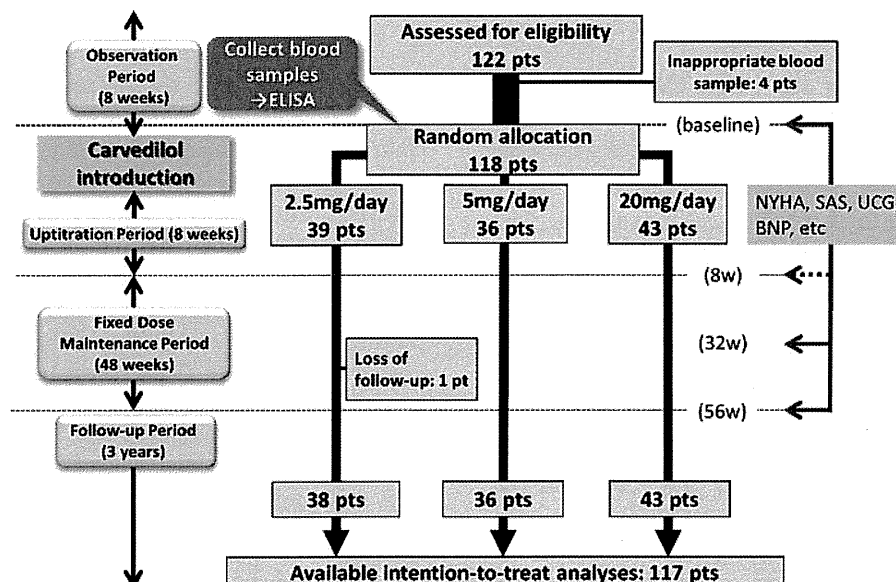 Observation
Period
(8 weeks)
Collect blood
samples
→ELISA
Assessed for eligibility
122 pts
Inappropriate blood
sample: 4 pts
(baseline)
Carvedilol
introduction
Random allocation
118 pts
Uptitration Period (8 weeks)
2.5mg/day
39 pts
5mg/day
36 pts
20mg/day
43 pts
NYHA, SAS, UCG
BNP, etc
(8w)
Fixed Dose
Maintenance Period
(48 weeks)
Loss of
follow-up: 1 pt
(32w)
(56w)
Follow-up Period
(3 years)
38 pts
36 pts
43 pts
Available intention-to-treat analyses: 117 pts